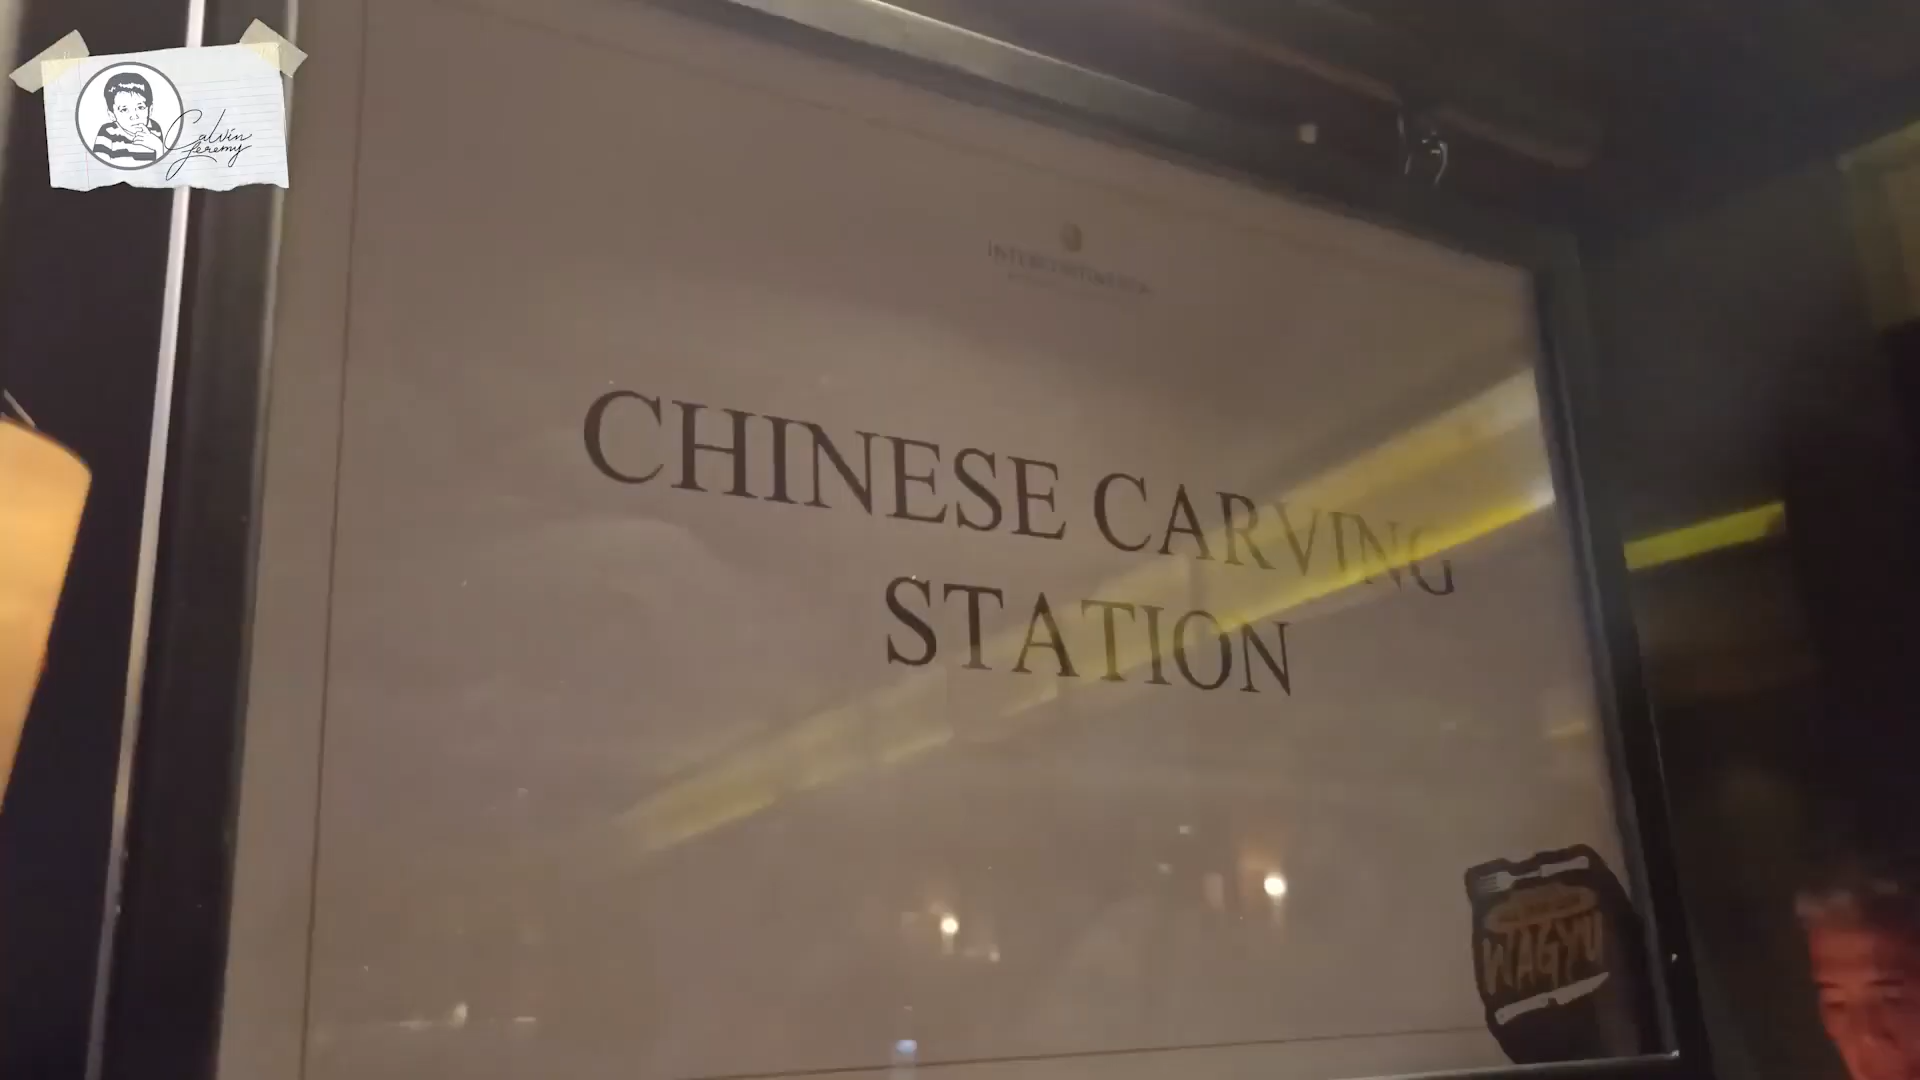 Calvin
Jeremy
INTERCONTINENTAL
CHINESE CARVING
STATION
WAGYU